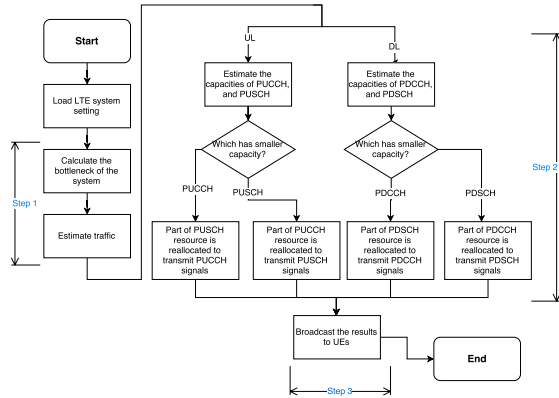 Start
Load LTE system
setting
Calculate the
bottleneck of the
system
Estimate traffic
Step 1
UL
DL
Estimate the
capacities of PUCCH,
and PUSCH
Estimate the
capacities of PDCCH,
and PDSCH
Which has smaller
capacity?
Which has smaller
capacity?
PUCCH
PUSCH
PDCCH
PDSCH
Part of PUSCH
resource is
reallocated to
transmit PUCCH
signals
Part of PUCCH
resource is
reallocated to
transmit PUSCH
signals
Part of PDSCH
resource is
reallocated to
transmit PDCCH
signals
Part of PDCCH
resource is
reallocated to
transmit PDSCH
signals
Step 2
Broadcast the results
to UEs
End
Step 3